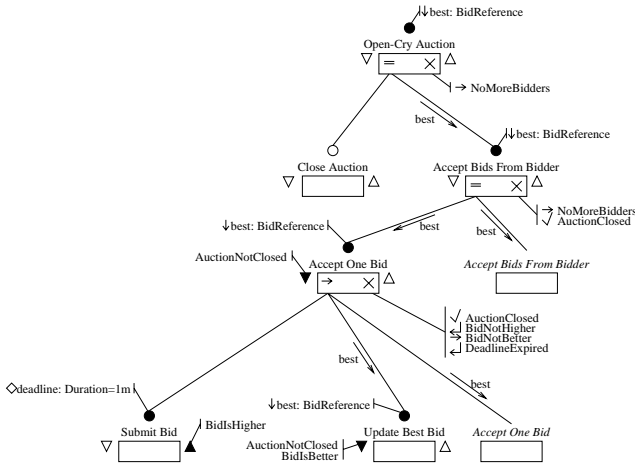 best: BidReference
Open-Cry Auction
NoMoreBidders
best
best: BidReference
Close Auction
Accept Bids From Bidder
NoMoreBidders
AuctionClosed
best: BidReference
best
AuctionNotClosed
Accept One Bid
Accept Bids From Bidder
AuctionClosed
BidNotHigher
BidNotBetter
DeadlineExpired
best
best
deadline: Duration=1m
best: BidReference
BidIsHigher
Submit Bid
Update Best Bid
Accept One Bid
AuctionNotClosed
BidIsBetter